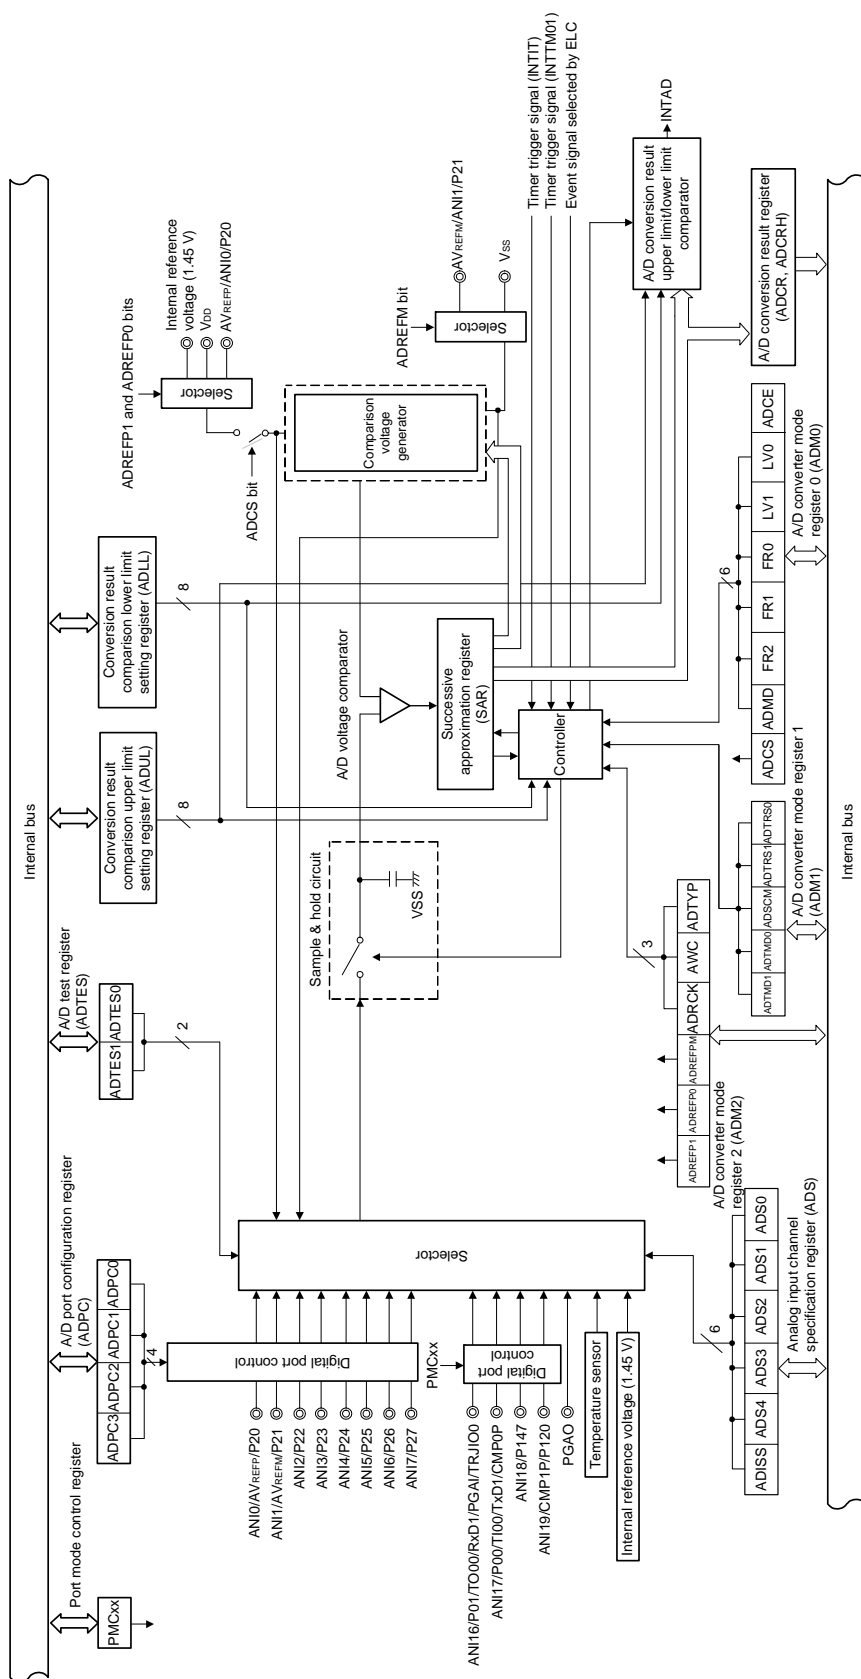 Internal bus
Port mode control register
PMCxx
A/D port configuration register
(ADPC)
ADPC3
ADPC2
ADPC1
ADPC0
4
A/D test register
(ADTES)
ADTES1
ADTES0
2
Conversion result
comparison upper limit
setting register (ADUL)
8
Conversion result
comparison lower limit
setting register (ADLL)
8
ADREFP1 and ADREFP0 bits
Selector
Internal reference
voltage (1.45 V)
VDD
AVREFP/ANI0/P20
ADCS bit
Comparison
voltage
generator
ADREFM bit
Selector
AVREFM/ANI1/P21
VSS
Digital port control
ANI0/AVREFP/P20
ANI1/AVREFM/P21
ANI2/P22
ANI3/P23
ANI4/P24
ANI5/P25
ANI6/P26
ANI7/P27
PMCxx
Digital port
control
ANI16/P01/TO00/RxD1/PGAI/TRJIO0
ANI17/P00/TI00/TxD1/CMP0P
ANI18/P147
ANI19/CMP1P/P120
PGAO
Temperature sensor
Internal reference voltage (1.45 V)
Selector
Sample & hold circuit
VSS
A/D voltage comparator
Successive
approximation register
(SAR)
Controller
Timer trigger signal (INTIT)
Timer trigger signal (INTTM01)
Event signal selected by ELC
A/D conversion result
upper limit/lower limit
comparator
INTAD
A/D conversion result register
(ADCR, ADCRH)
6
ADISS
ADS4
ADS3
ADS2
ADS1
ADS0
Analog input channel
specification register (ADS)
3
ADREFP1
ADREFP0
ADREFPM
ADRCK
AWC
ADTYP
A/D converter mode
register 2 (ADM2)
ADTMD1
ADTMD0
ADSCM
ADTRS1
ADTRS0
A/D converter mode register 1
(ADM1)
6
ADCS
ADMD
FR2
FR1
FR0
LV1
LV0
ADCE
A/D converter mode
register 0 (ADM0)
Internal bus